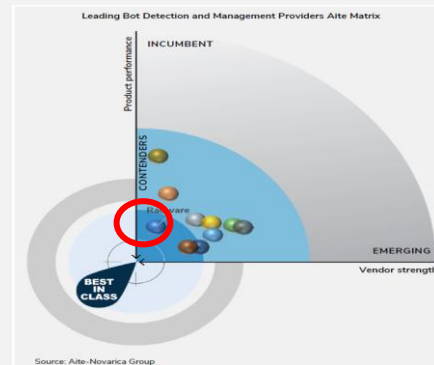 Leading Bot Detection and Management Providers Aite Matrix
INCUMBENT
Product performance
CONTENDERS
Radware
EMERGING
Vendor strength
BEST
IN
CLASS
Source: Aite-Novarica Group